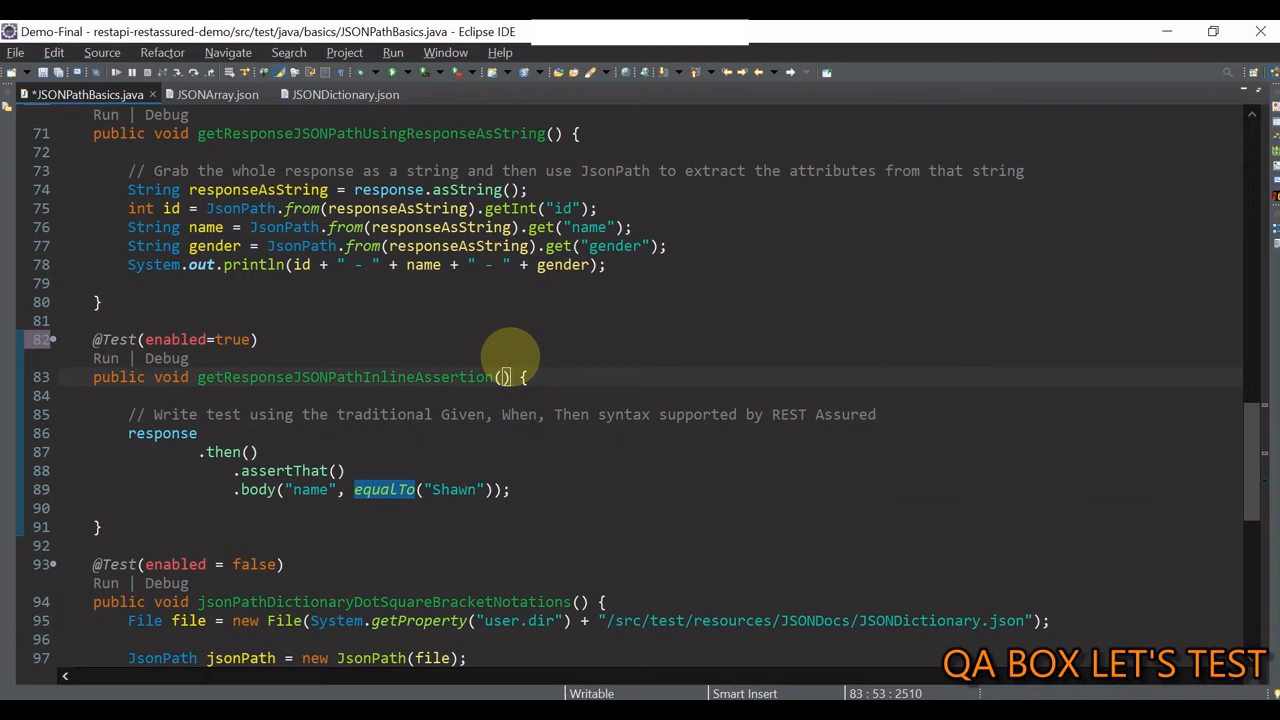 Demo-Final - restapi-restassured-demo/src/test/java/basics/JSONPathBasics.java - Eclipse IDE
File Edit Source Refactor Navigate Search Project Run Window Help
*JSONPathBasics.java JSONArray.json JSONDictionary.json
Run | Debug
71 public void getResponseJSONPathUsingResponseAsString() {
72
73 // Grab the whole response as a string and then use JsonPath to extract the attributes from that string
74 String responseAsString = response.asString();
75 int id = JsonPath.from(responseAsString).getInt("id");
76 String name = JsonPath.from(responseAsString).get("name");
77 String gender = JsonPath.from(responseAsString).get("gender");
78 System.out.println(id + " - " + name + " - " + gender);
79
80 }
81
82 @Test(enabled=true)
Run | Debug
83 public void getResponseJSONPathInlineAssertion() {
84
85 // Write test using the traditional Given, When, Then syntax supported by REST Assured
86 response
87 .then()
88 .assertThat()
89 .body("name", equalTo("Shawn"));
90
91 }
92
93 @Test(enabled = false)
Run | Debug
94 public void jsonPathDictionaryDotSquareBracketNotations() {
95 File file = new File(System.getProperty("user.dir") + "/src/test/resources/JSONDocs/JSONDictionary.json");
96
97 JsonPath jsonPath = new JsonPath(file);
QA BOX LET'S TEST
Writable Smart Insert 83 : 53 : 2510